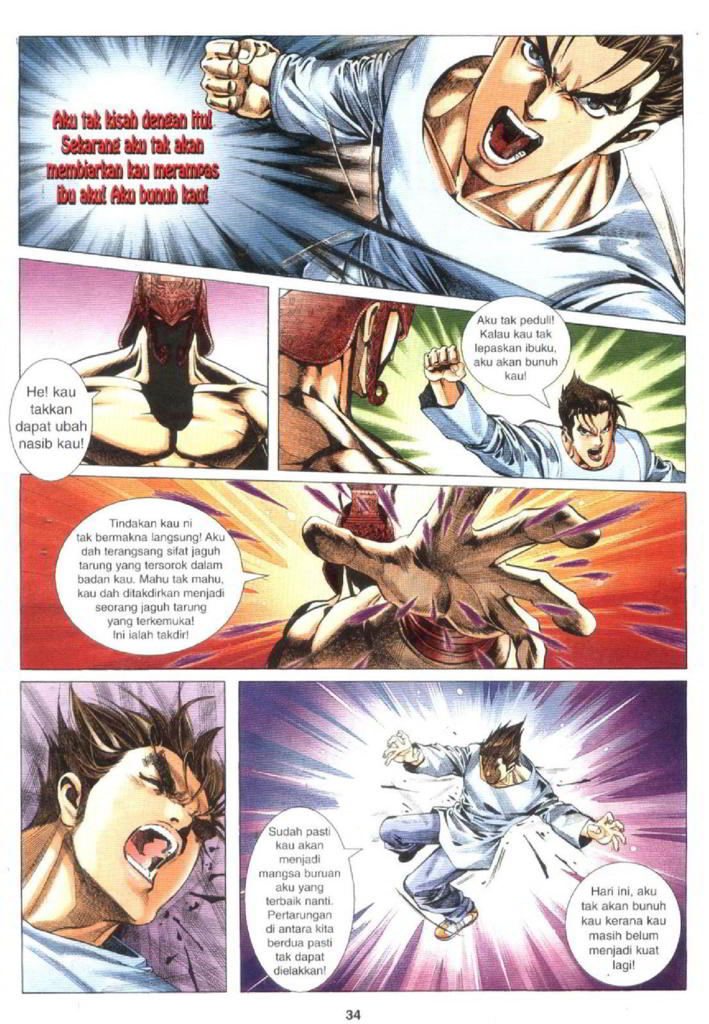 Aku tak kisah dengan itu!
Sekarang aku tak akan
membiarkan kau merampas
ibu aku! Aku bunuh kau!
He! kau
takkan
dapat ubah
nasib kau!
Aku tak peduli!
Kalau kau tak
lepaskan ibuku,
aku akan bunuh
kau!
Tindakan kau ni
tak bermakna langsung! Aku
dah terangsang sifat jaguh
tarung yang tersorok dalam
badan kau. Mahu tak mahu,
kau dah ditakdirkan menjadi
seorang jaguh tarung
yang terkemuka!
Ini ialah takdir!
Sudah pasti
kau akan
menjadi
mangsa buruan
aku yang
terbaik nanti.
Pertarungan
di antara kita
berdua pasti
tak dapat
dielakkan!
Hari ini, aku
tak akan bunuh
kau kerana kau
masih belum
menjadi kuat
lagi!
34